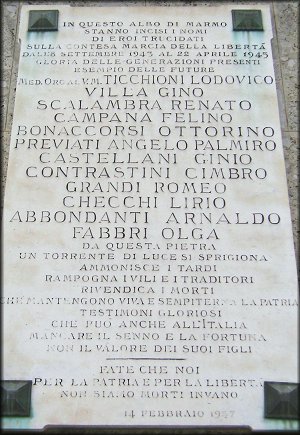 IN QUESTO ALBO DI MARMO
STANNO INCISI I NOMI
DI EROI TRUCIDATI
SULLA CONTESA MARCIA DELLA LIBERTÁ
DALL'8 SETTEMBRE 1943 AL 22 APRILE 1945
GLORIA DELLE GENERAZIONI PRESENTI
ESEMPIO DELLE FUTURE
MED. ORO AL V.M. TICCHIONI LODOVICO
VILLA GINO
SCALAMBRA RENATO
CAMPANA FELINO
BONACCORSI OTTORINO
PREVIATI ANGELO PALMIRO
CASTELLANI GINIO
CONTRASTINI CIMBRO
GRANDI ROMEO
CHECCHI LIRIO
ABBONDANTI ARNALDO
FABBRI OLGA
DA QUESTA PIETRA
UN TORRENTE DI LUCE SI SPRIGIONA
AMMONISCE I TARDI
RAMPOGNA I VILI E I TRADITORI
RIVENDICA I MORTI
CHE MANTENGONO VIVA E SEMPITERNA LA PATRIA
TESTIMONI GLORIOSI
CHE PUÒ ANCHE ALL'ITALIA
MANCARE IL SENNO E LA FORTUNA
NON IL VALORE DEI SUOI FIGLI
FATE CHE NOI
PER LA PATRIA E PER LA LIBERTÁ
NON SIAMO MORTI INVANO
14 FEBBRAIO 1947